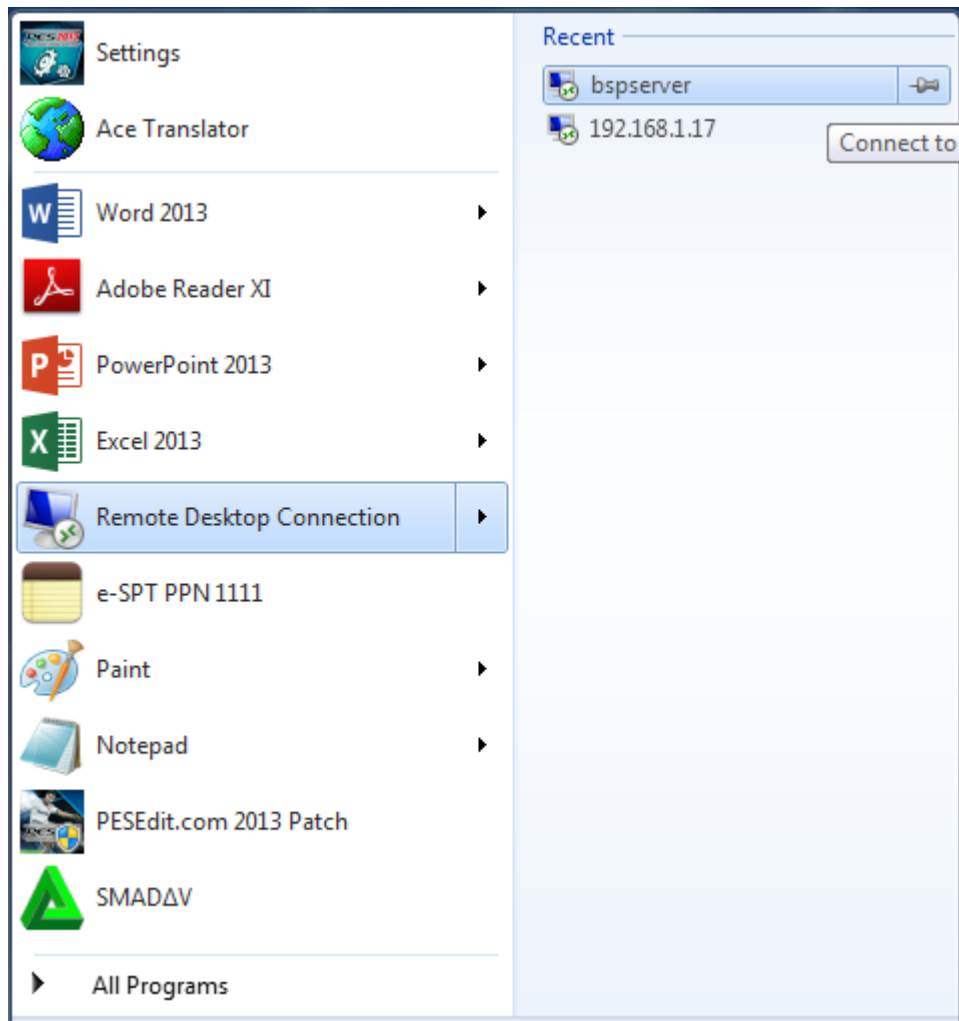 Settings
Ace Translator
Word 2013
Adobe Reader XI
PowerPoint 2013
Excel 2013
Remote Desktop Connection
e-SPT PPN 1111
Paint
Notepad
PESEdit.com 2013 Patch
SMAD∆V
All Programs
Recent
bspserver
192.168.1.17
Connect to